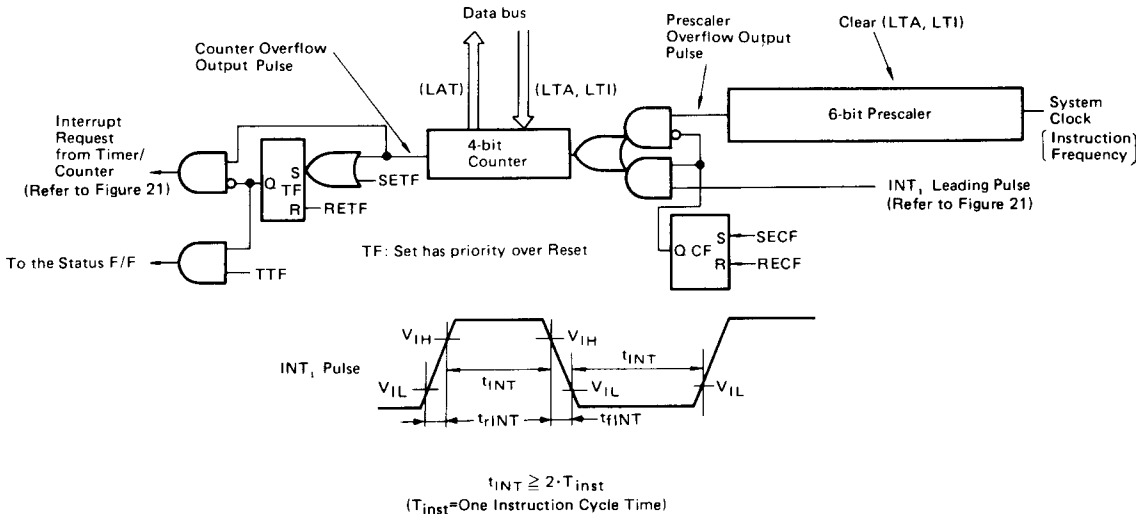 Data bus
Counter Overflow
Output Pulse
(LAT)
(LTA, LTI)
Prescaler
Overflow Output
Pulse
Clear (LTA, LTI)
6-bit Prescaler
System
Clock
(Instruction
Frequency)
Interrupt
Request
from Timer/
Counter
(Refer to Figure 21)
4-bit
Counter
Q
S
TF
R
SETF
RETF
INT₁ Leading Pulse
(Refer to Figure 21)
To the Status F/F
TTF
TF: Set has priority over Reset
Q CF
S
R
SECF
RECF
INT₁ Pulse
VIH
VIH
VIL
VIL
VIL
tINT
tINT
trINT
tfINT
tINT ≧ 2·Tinst
(Tinst=One Instruction Cycle Time)